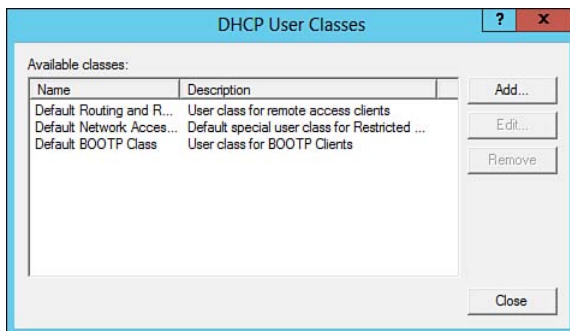 DHCP User Classes
? x
Available classes:
Name Description
Default Routing and R... User class for remote access clients
Default Network Acces... Default special user class for Restricted ...
Default BOOTP Class User class for BOOTP Clients
Add...
Edit...
Remove
Close